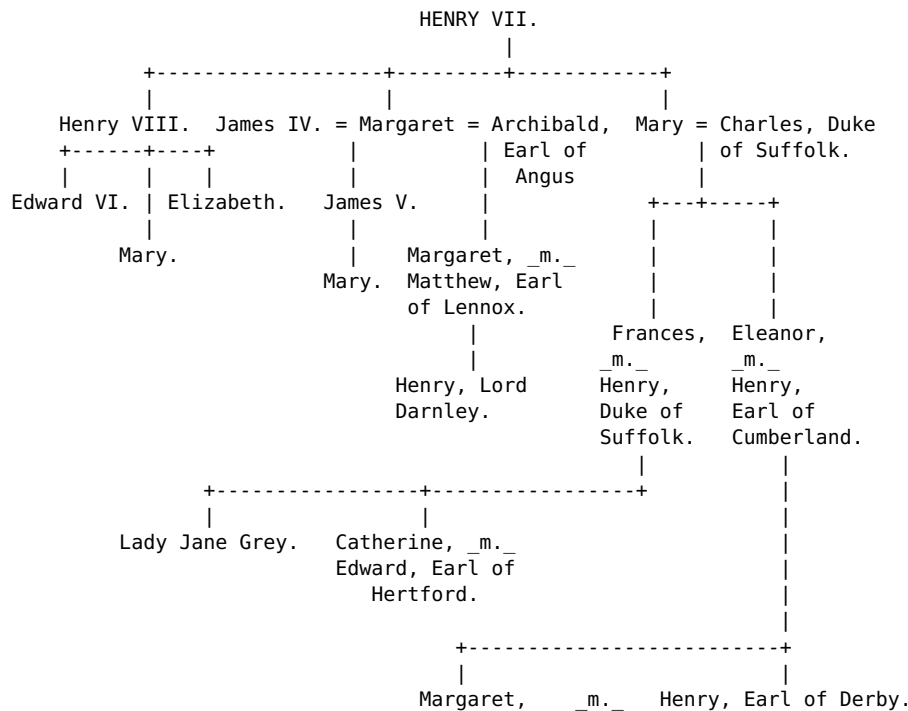 HENRY VII.
Henry VIII. James IV. = Margaret = Archibald, Mary = Charles, Duke
Earl of of Suffolk.
Angus
Edward VI. Elizabeth. James V.
Mary. Margaret, _m._
Mary. Matthew, Earl
of Lennox.
Frances, Eleanor,
_m._ _m._
Henry, Lord Henry, Henry,
Darnley. Duke of Earl of
Suffolk. Cumberland.
Lady Jane Grey. Catherine, _m._
Edward, Earl of
Hertford.
Margaret, _m._ Henry, Earl of Derby.